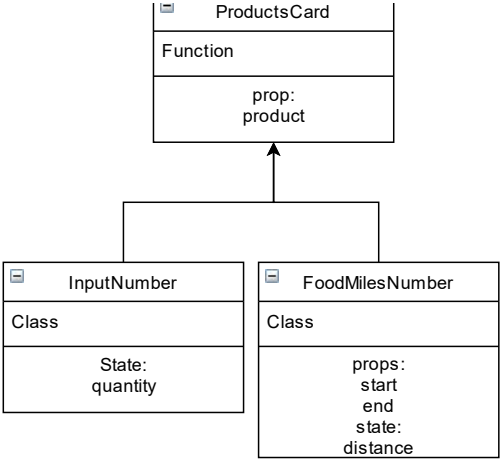 ProductsCard
Function
prop:
product
InputNumber
Class
State:
quantity
FoodMilesNumber
Class
props:
start
end
state:
distance